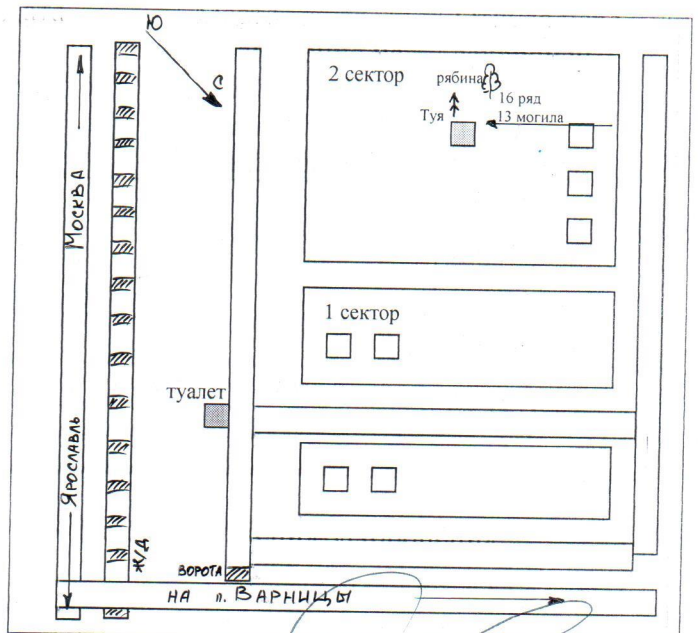 Ю
С
2 сектор
рябина
16 ряд
Туя
13 могила
МОСКВА
1 сектор
туалет
ЯРОСЛАВЛЬ
Ж/Д
ВОРОТА
НА п. ВАРНИЦЫ